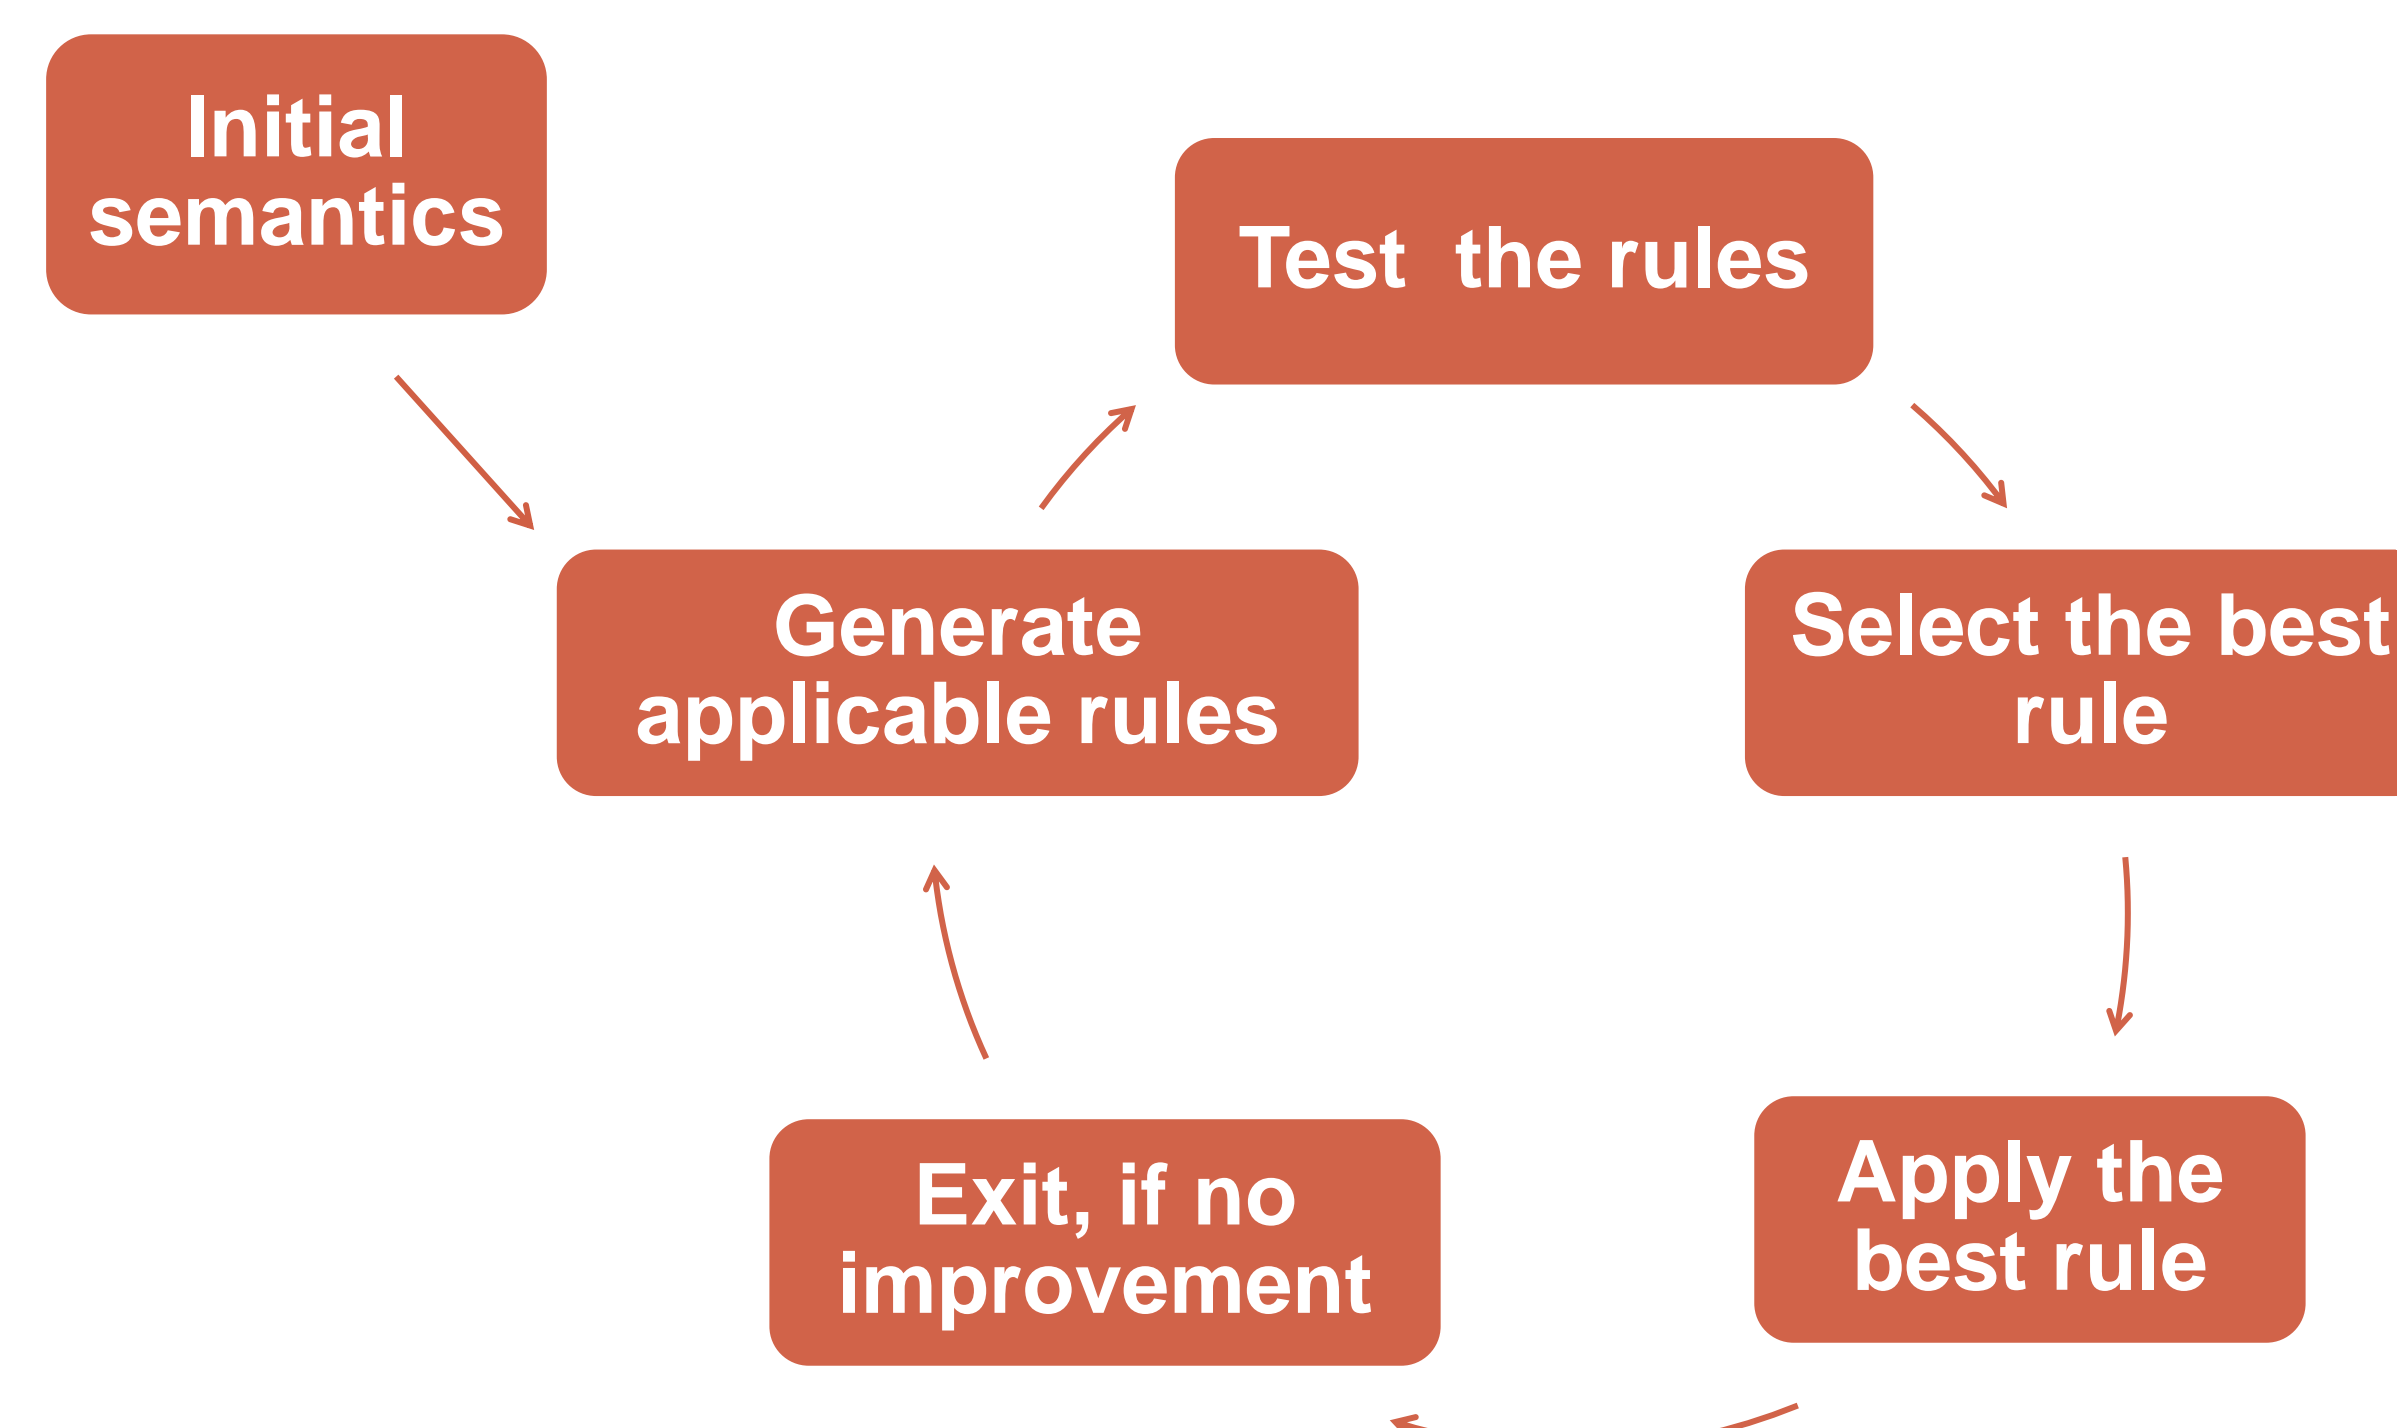 Initial
semantics
Test  the rules
Generate
applicable rules
Select the best
rule
Exit, if no
improvement
Apply the
best rule